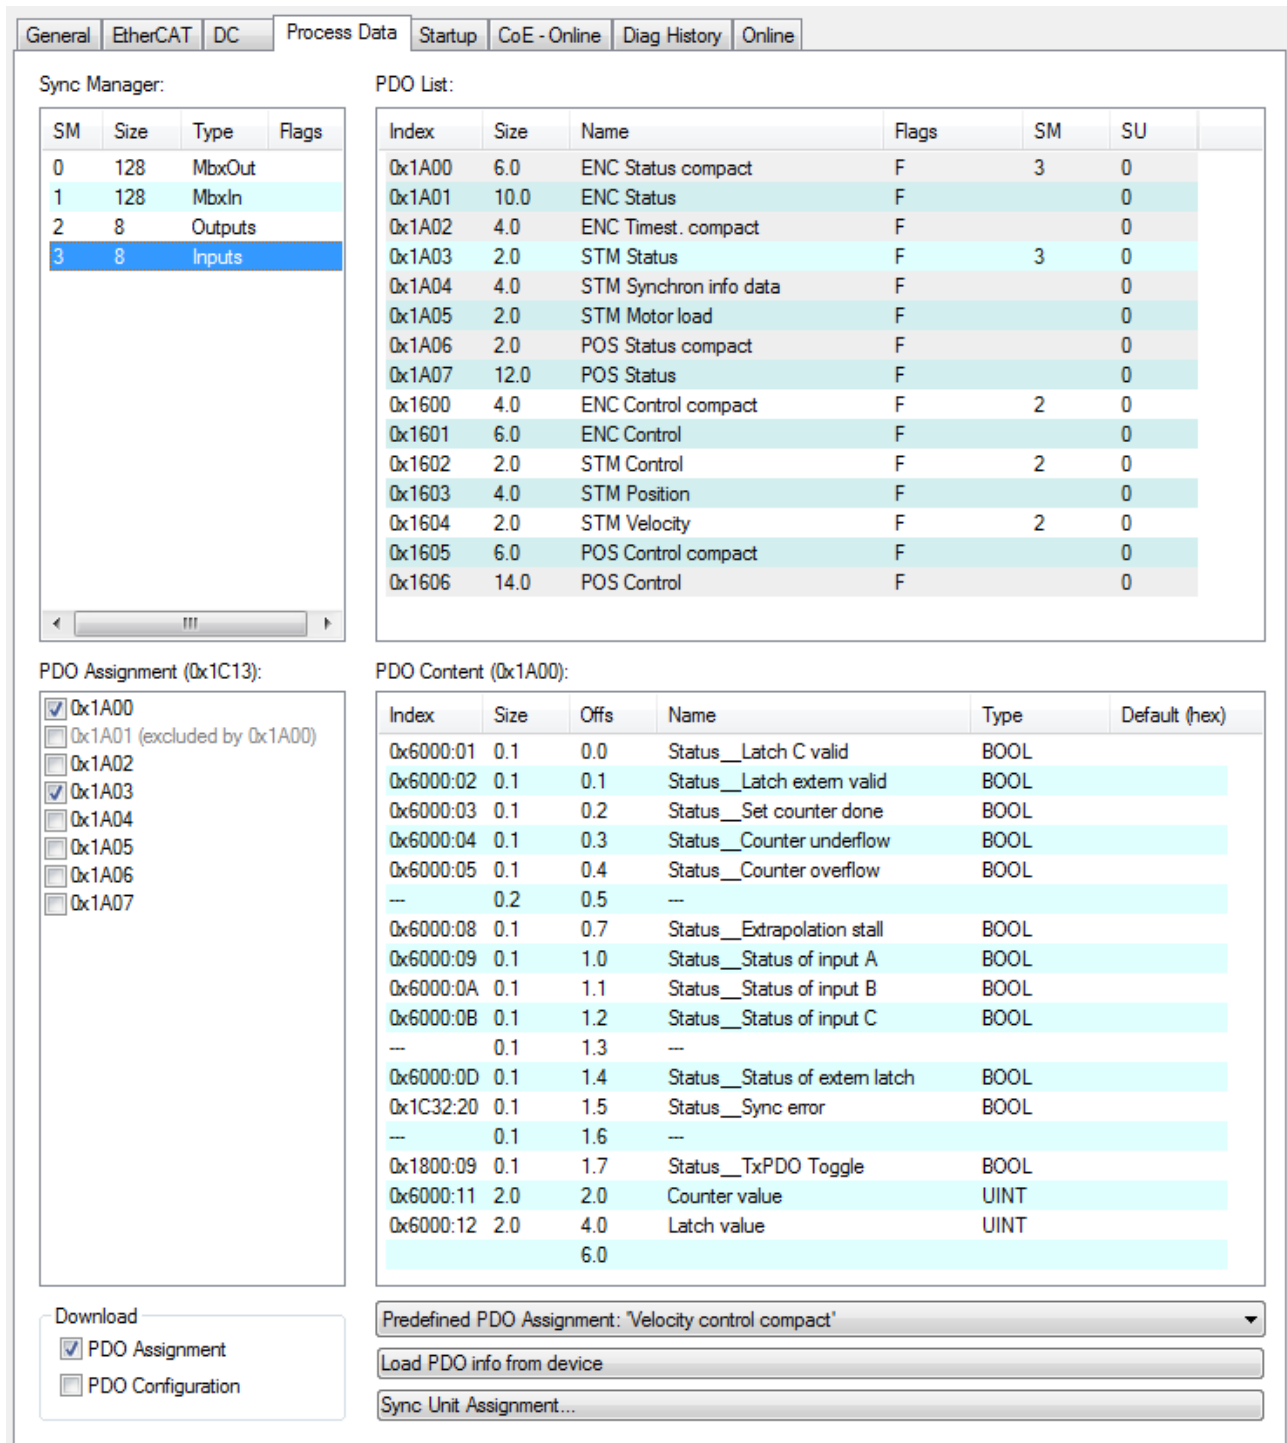 General EtherCAT DC Process Data Startup CoE - Online Diag History Online
Sync Manager:
SM Size Type Flags
0 128 MbxOut
1 128 MbxIn
2 8 Outputs
3 8 Inputs
PDO List:
Index Size Name Flags SM SU
0x1A00 6.0 ENC Status compact F 3 0
0x1A01 10.0 ENC Status F 0
0x1A02 4.0 ENC Timest. compact F 0
0x1A03 2.0 STM Status F 3 0
0x1A04 4.0 STM Synchron info data F 0
0x1A05 2.0 STM Motor load F 0
0x1A06 2.0 POS Status compact F 0
0x1A07 12.0 POS Status F 0
0x1600 4.0 ENC Control compact F 2 0
0x1601 6.0 ENC Control F 0
0x1602 2.0 STM Control F 2 0
0x1603 4.0 STM Position F 0
0x1604 2.0 STM Velocity F 2 0
0x1605 6.0 POS Control compact F 0
0x1606 14.0 POS Control F 0
PDO Assignment (0x1C13):
0x1A00
0x1A01 (excluded by 0x1A00)
0x1A02
0x1A03
0x1A04
0x1A05
0x1A06
0x1A07
PDO Content (0x1A00):
Index Size Offs Name Type Default (hex)
0x6000:01 0.1 0.0 Status__Latch C valid BOOL
0x6000:02 0.1 0.1 Status__Latch extern valid BOOL
0x6000:03 0.1 0.2 Status__Set counter done BOOL
0x6000:04 0.1 0.3 Status__Counter underflow BOOL
0x6000:05 0.1 0.4 Status__Counter overflow BOOL
--- 0.2 0.5 ---
0x6000:08 0.1 0.7 Status__Extrapolation stall BOOL
0x6000:09 0.1 1.0 Status__Status of input A BOOL
0x6000:0A 0.1 1.1 Status__Status of input B BOOL
0x6000:0B 0.1 1.2 Status__Status of input C BOOL
--- 0.1 1.3 ---
0x6000:0D 0.1 1.4 Status__Status of extern latch BOOL
0x1C32:20 0.1 1.5 Status__Sync error BOOL
--- 0.1 1.6 ---
0x1800:09 0.1 1.7 Status__TxPDO Toggle BOOL
0x6000:11 2.0 2.0 Counter value UINT
0x6000:12 2.0 4.0 Latch value UINT
6.0
Download
PDO Assignment
PDO Configuration
Predefined PDO Assignment: 'Velocity control compact'
Load PDO info from device
Sync Unit Assignment...